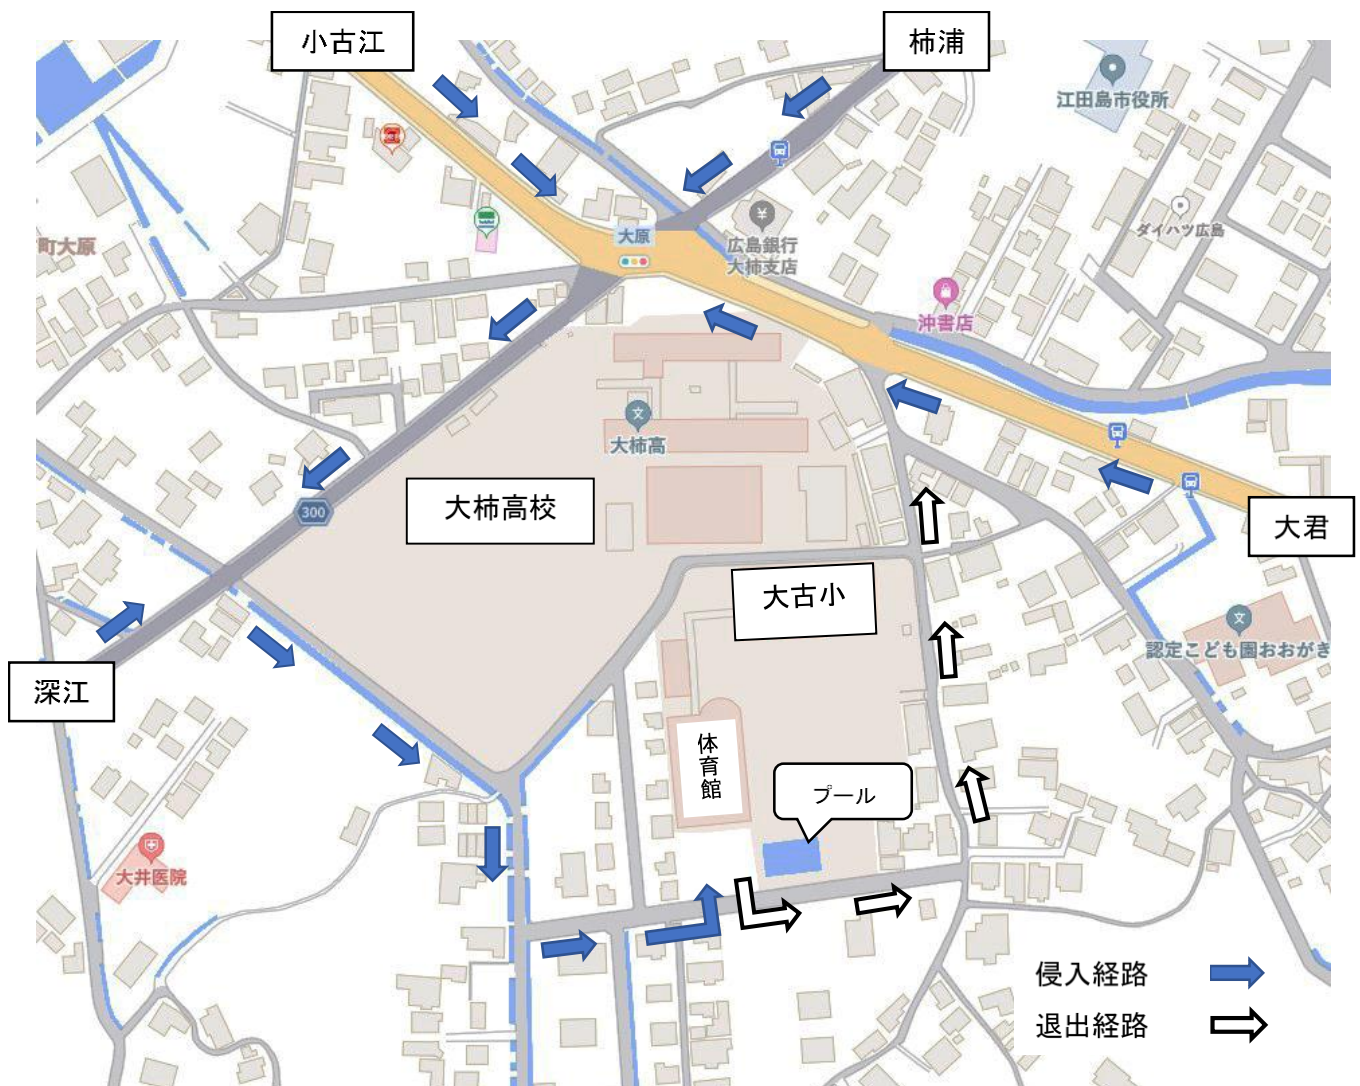 小古江
柿浦
江田島市役所
ダイハツ広島
町大原
大原
広島銀行
大柿支店
沖書店
大柿高
大柿高校
300
大君
大古小
認定こども園おおがき
深江
体育館
プール
大井医院
侵入経路
退出経路